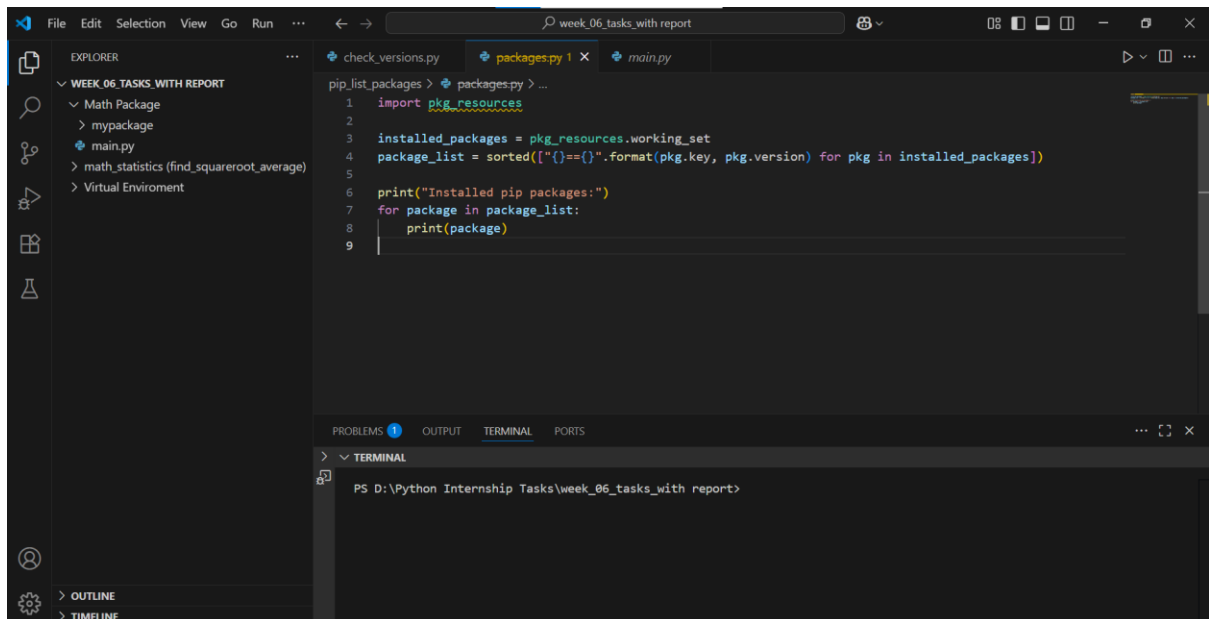 File Edit Selection View Go Run ··· week_06_tasks_with report
EXPLORER ···
WEEK_06_TASKS_WITH REPORT
Math Package
mypackage
main.py
math_statistics (find_squareroot_average)
Virtual Enviroment
check_versions.py packages.py 1 main.py
pip_list_packages > packages.py > ...
1 import pkg_resources
2
3 installed_packages = pkg_resources.working_set
4 package_list = sorted(["{}=={}".format(pkg.key, pkg.version) for pkg in installed_packages])
5
6 print("Installed pip packages:")
7 for package in package_list:
8 print(package)
9
PROBLEMS 1 OUTPUT TERMINAL PORTS
TERMINAL
PS D:\Python Internship Tasks\week_06_tasks_with report>
OUTLINE
TIMELINE